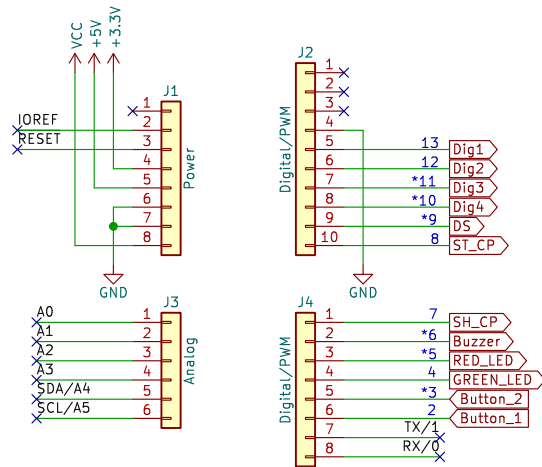 VCC
+5V
+3.3V
J1
1
IOREF
2
RESET
3
4
5
6
7
8
Power
GND
J2
1
2
3
4
5 13 Dig1
6 12 Dig2
7 *11 Dig3
8 *10 Dig4
9 *9 DS
10 8 ST_CP
Digital/PWM
GND
J3
A0 1
A1 2
A2 3
A3 4
SDA/A4 5
SCL/A5 6
Analog
J4
1 7 SH_CP
2 *6 Buzzer
3 *5 RED_LED
4 4 GREEN_LED
5 *3 Button_2
6 2 Button_1
7 TX/1
8 RX/0
Digital/PWM